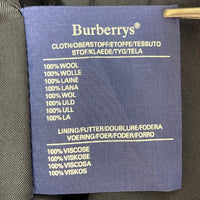 Burberrys®
CLOTH/OBERSTOFF/ETOFFE/TESSUTO
STOF/KLAEDE/TYG/TELA
100% WOOL
100% WOLLE
100% LAINE
100% LANA
100% WOL
100% ULD
100% ULL
100% LA
LINING/FUTTER/DOUBLURE/FODERA
VOERING/FOER/FODER/FORRO
100% VISCOSE
100% VISKOSE
100% VISCOSA
100% VISKOS